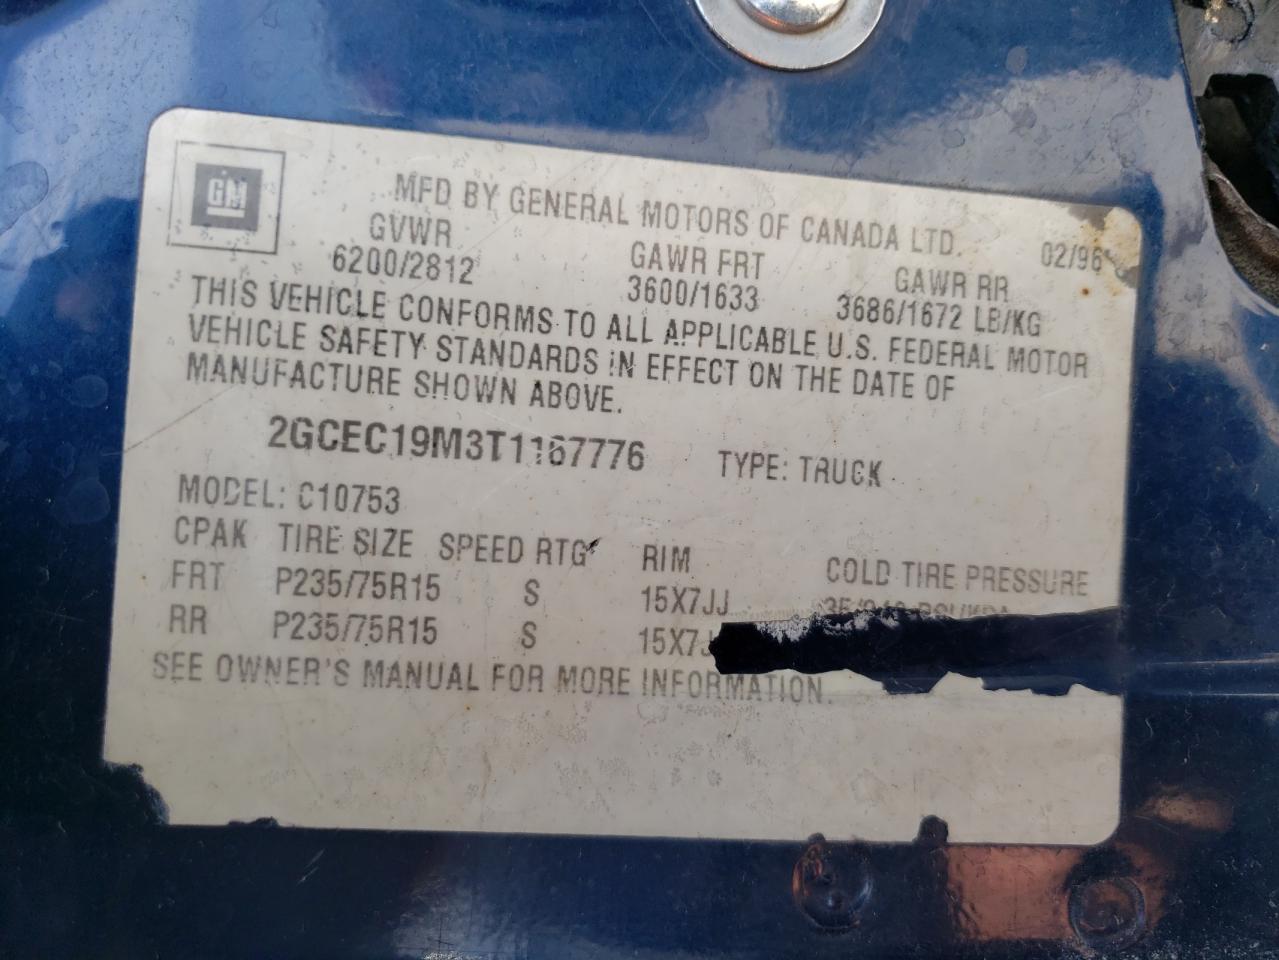 GM
MFD BY GENERAL MOTORS OF CANADA LTD. 02/96
GVWR GAWR FRT GAWR RR
6200/2812 3600/1633 3686/1672 LB/KG
THIS VEHICLE CONFORMS TO ALL APPLICABLE U.S. FEDERAL MOTOR
VEHICLE SAFETY STANDARDS IN EFFECT ON THE DATE OF
MANUFACTURE SHOWN ABOVE.
2GCEC19M3T1167776 TYPE: TRUCK
MODEL: C10753
CPAK TIRE SIZE SPEED RTG RIM COLD TIRE PRESSURE
FRT P235/75R15 S 15X7JJ
RR P235/75R15 S
SEE OWNER'S MANUAL FOR MORE INFORMATION.